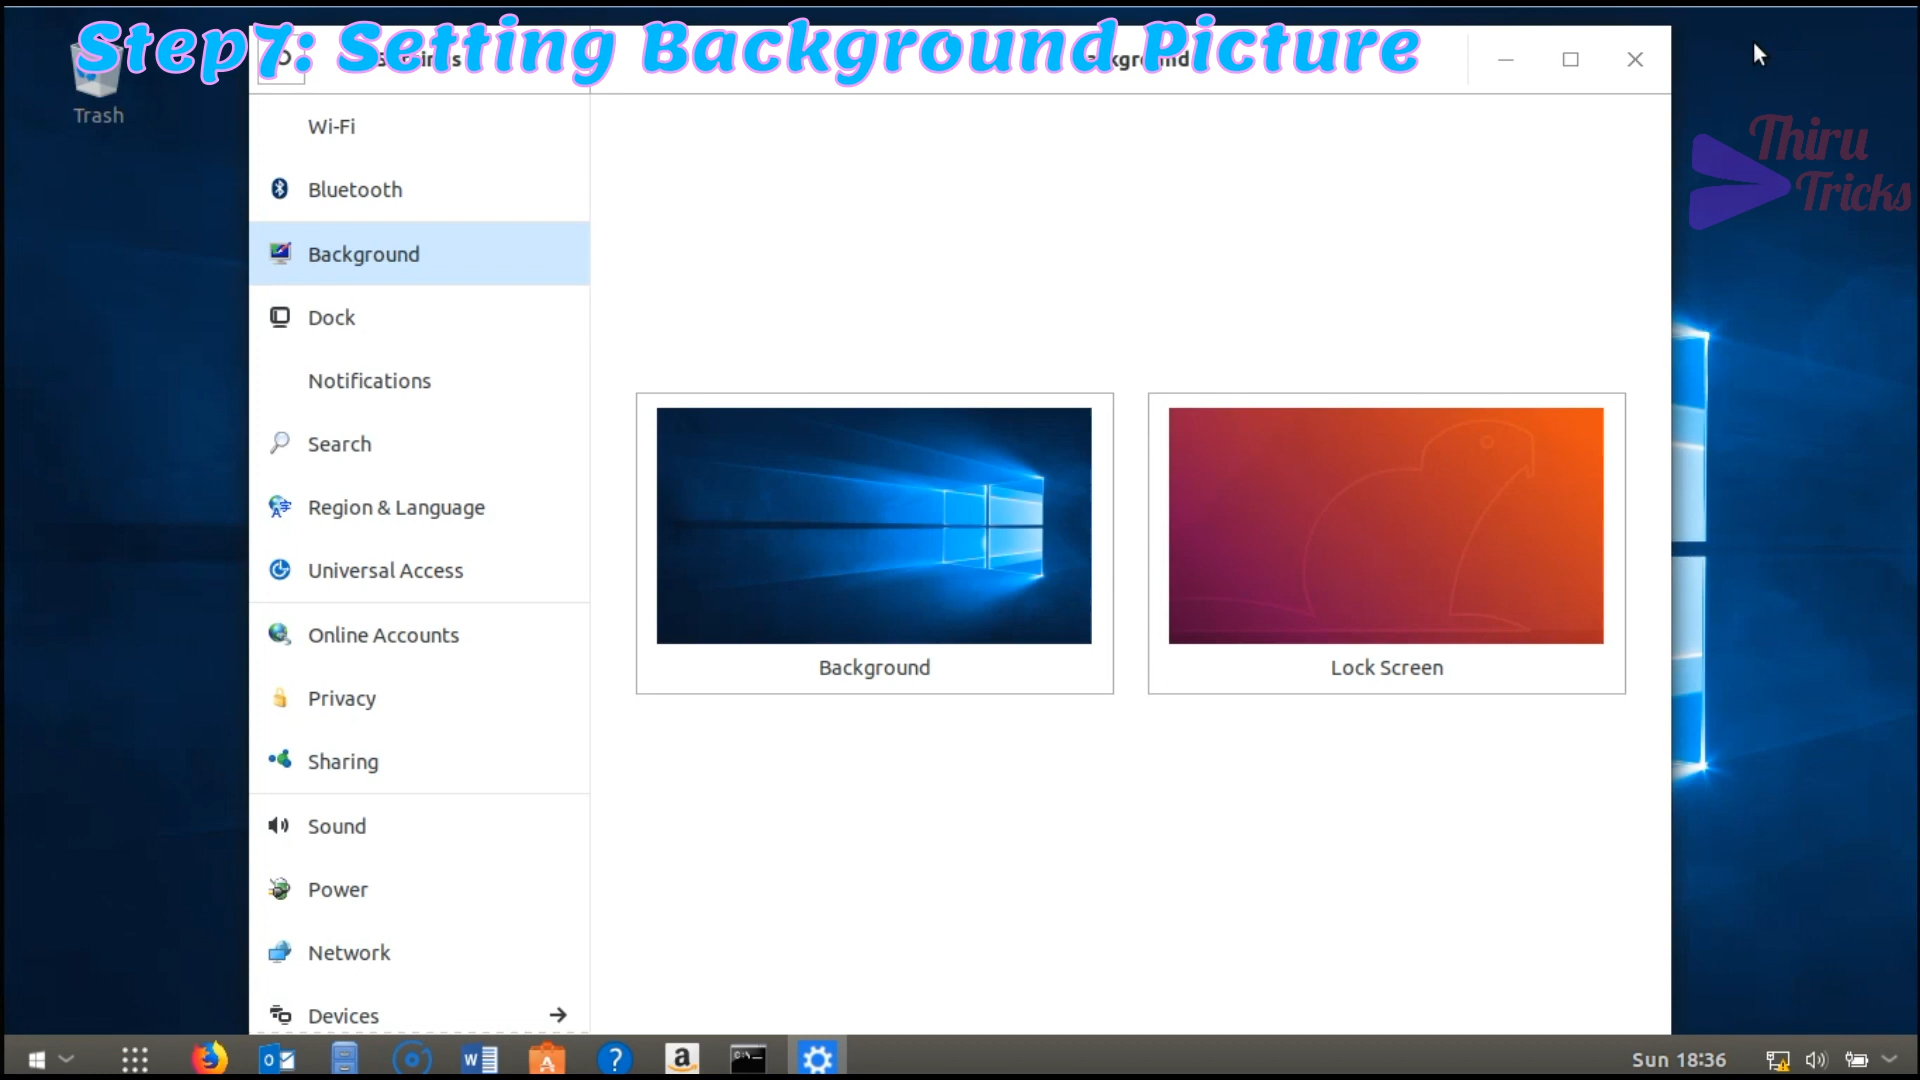 Step7: Setting Background Picture
Trash
Thiru
Tricks
Wi-Fi
Bluetooth
Background
Dock
Notifications
Search
Region & Language
Universal Access
Online Accounts
Privacy
Sharing
Sound
Power
Network
Devices
Background
Lock Screen
Sun 18:36